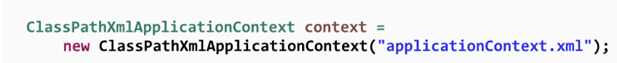 ClassPathXmlApplicationContext context =
new ClassPathXmlApplicationContext("applicationContext.xml");